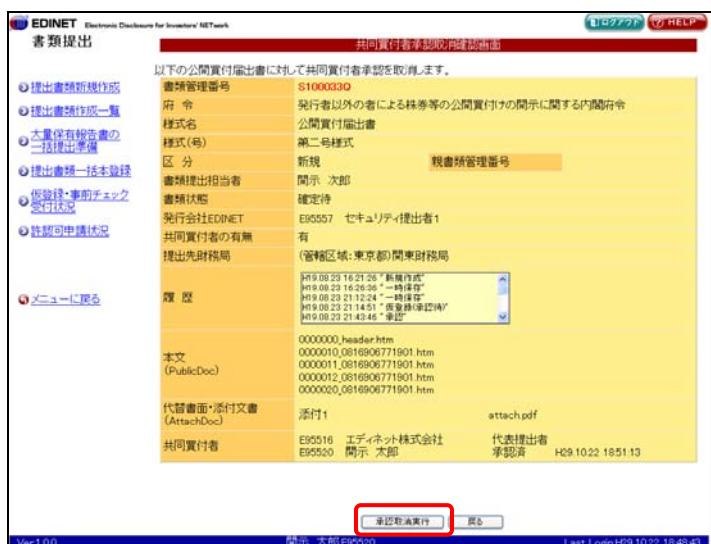 EDINET Electronic Disclosure for Investors' NETwork
ログアウト HELP
書類提出
共同買付者承認取消確認画面
以下の公開買付届出書に対して共同買付者承認を取消します。
提出書類新規作成
提出書類作成一覧
大量保有報告書の
一括提出準備
提出書類一括本登録
仮登録・事前チェック
受付状況
許認可申請状況
メニューに戻る
書類管理番号 S100033Q
府 令 発行者以外の者による株券等の公開買付けの開示に関する内閣府令
様式名 公開買付届出書
様式(号) 第二号様式
区 分 新規 親書類管理番号
書類提出担当者 開示 次郎
書類状態 確定待
発行会社EDINET E95557 セキュリティ提出者1
共同買付者の有無 有
提出先財務局 (管轄区域:東京都)関東財務局
履 歴
H19.08.23 16:21:26 "新規作成"
H19.08.23 16:26:36 "一時保存"
H19.08.23 21:12:24 "一時保存"
H19.08.23 21:14:51 "仮登録(承認待)"
H19.08.23 21:43:46 "承認"
本文
(PublicDoc)
0000000_header.htm
0000010_0816906771901.htm
0000011_0816906771901.htm
0000012_0816906771901.htm
0000020_0816906771901.htm
代替書面・添付文書
(AttachDoc)
添付1 attach.pdf
共同買付者
E95516 エディネット株式会社 代表提出者
E95520 開示 太郎 承認済 H29.10.22 18:51:13
承認取消実行 戻る
Ver.1.0.0 開示 太郎 E95520 Last Login:H29.10.22 18:48:43